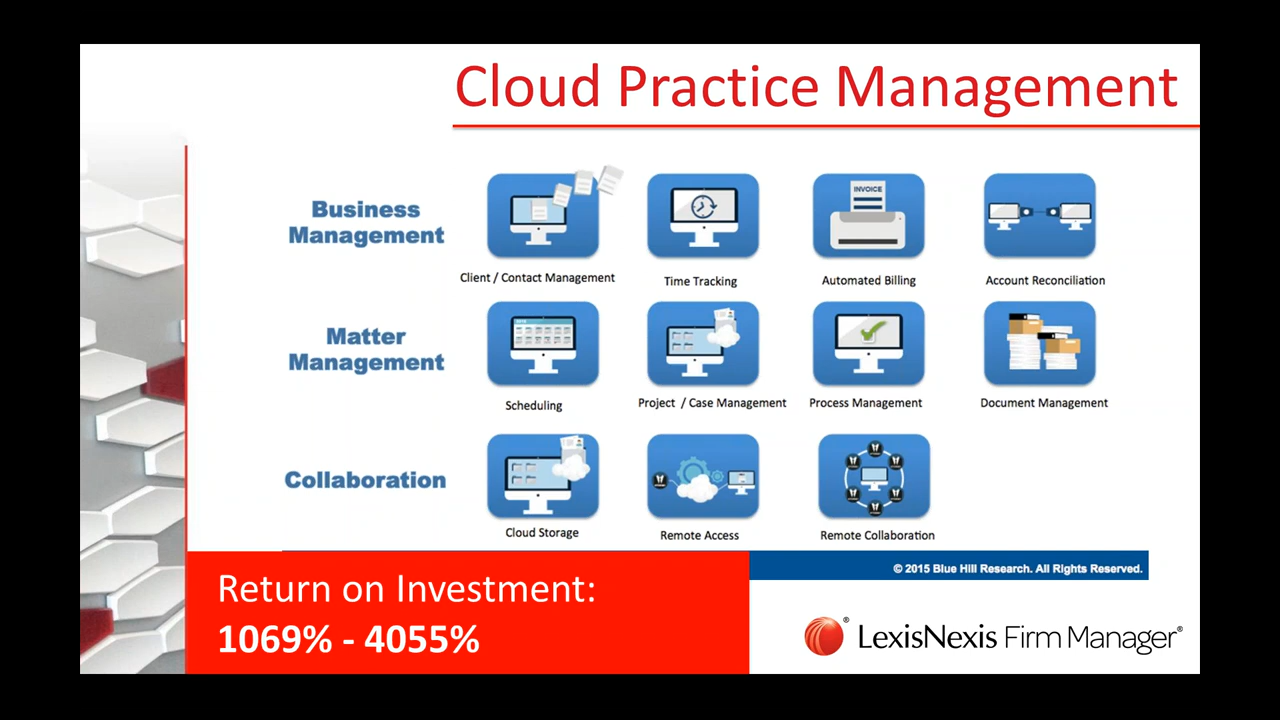 Cloud Practice Management
Business
Management
INVOICE
Client / Contact Management
Time Tracking
Automated Billing
Account Reconciliation
Matter
Management
Scheduling
Project / Case Management
Process Management
Document Management
Collaboration
Cloud Storage
Remote Access
Remote Collaboration
© 2015 Blue Hill Research. All Rights Reserved.
Return on Investment:
1069% - 4055%
LexisNexis Firm Manager®